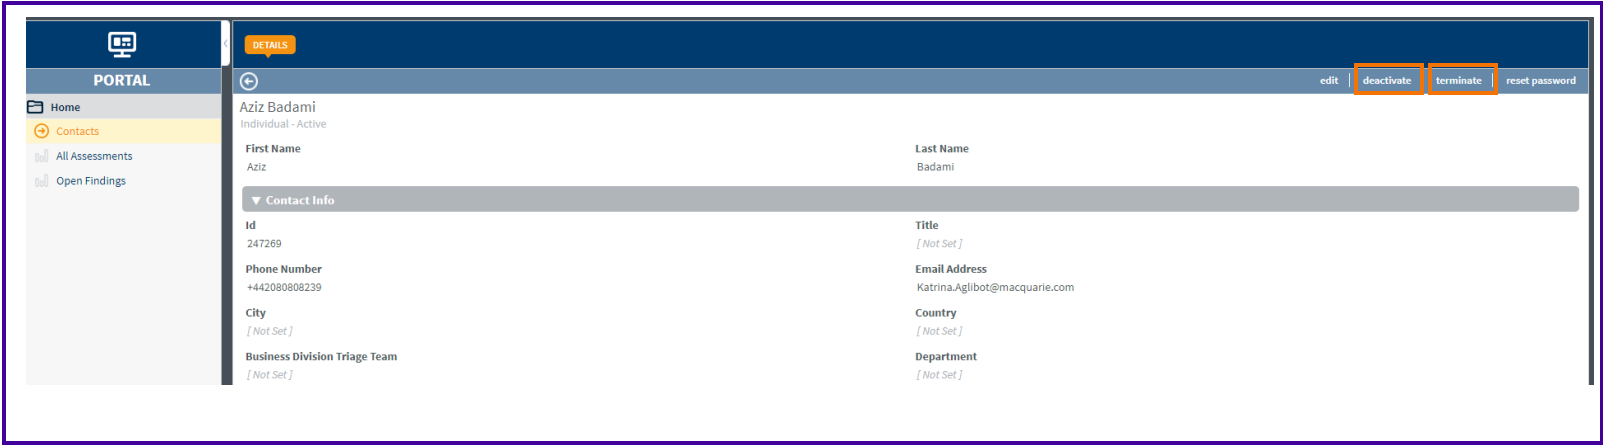 DETAILS
PORTAL
edit deactivate terminate reset password
Home
Contacts
All Assessments
Open Findings
Aziz Badami
Individual - Active
First Name Last Name
Aziz Badami
Contact Info
Id Title
247269 [ Not Set ]
Phone Number Email Address
+442080808239 Katrina.Aglibot@macquarie.com
City Country
[ Not Set ] [ Not Set ]
Business Division Triage Team Department
[ Not Set ] [ Not Set ]